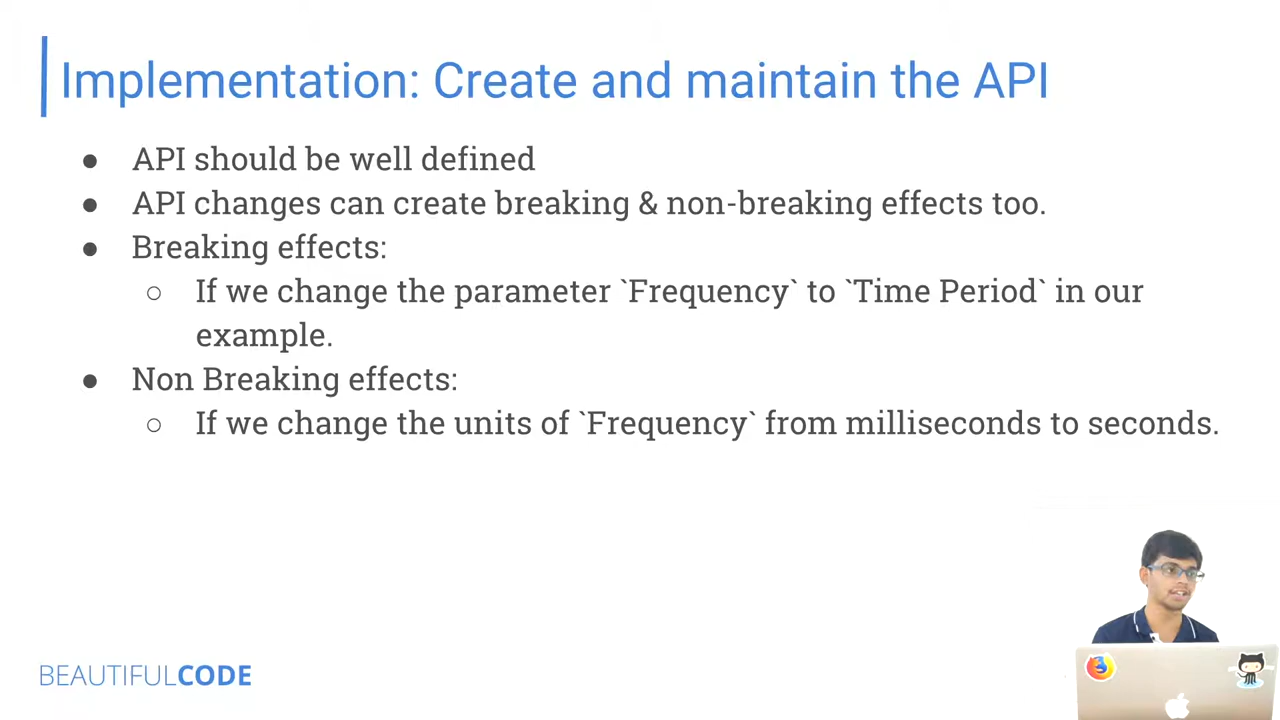 Implementation: Create and maintain the API
● API should be well defined
● API changes can create breaking & non-breaking effects too.
● Breaking effects:
○ If we change the parameter `Frequency` to `Time Period` in our
example.
● Non Breaking effects:
○ If we change the units of `Frequency` from milliseconds to seconds.
BEAUTIFULCODE